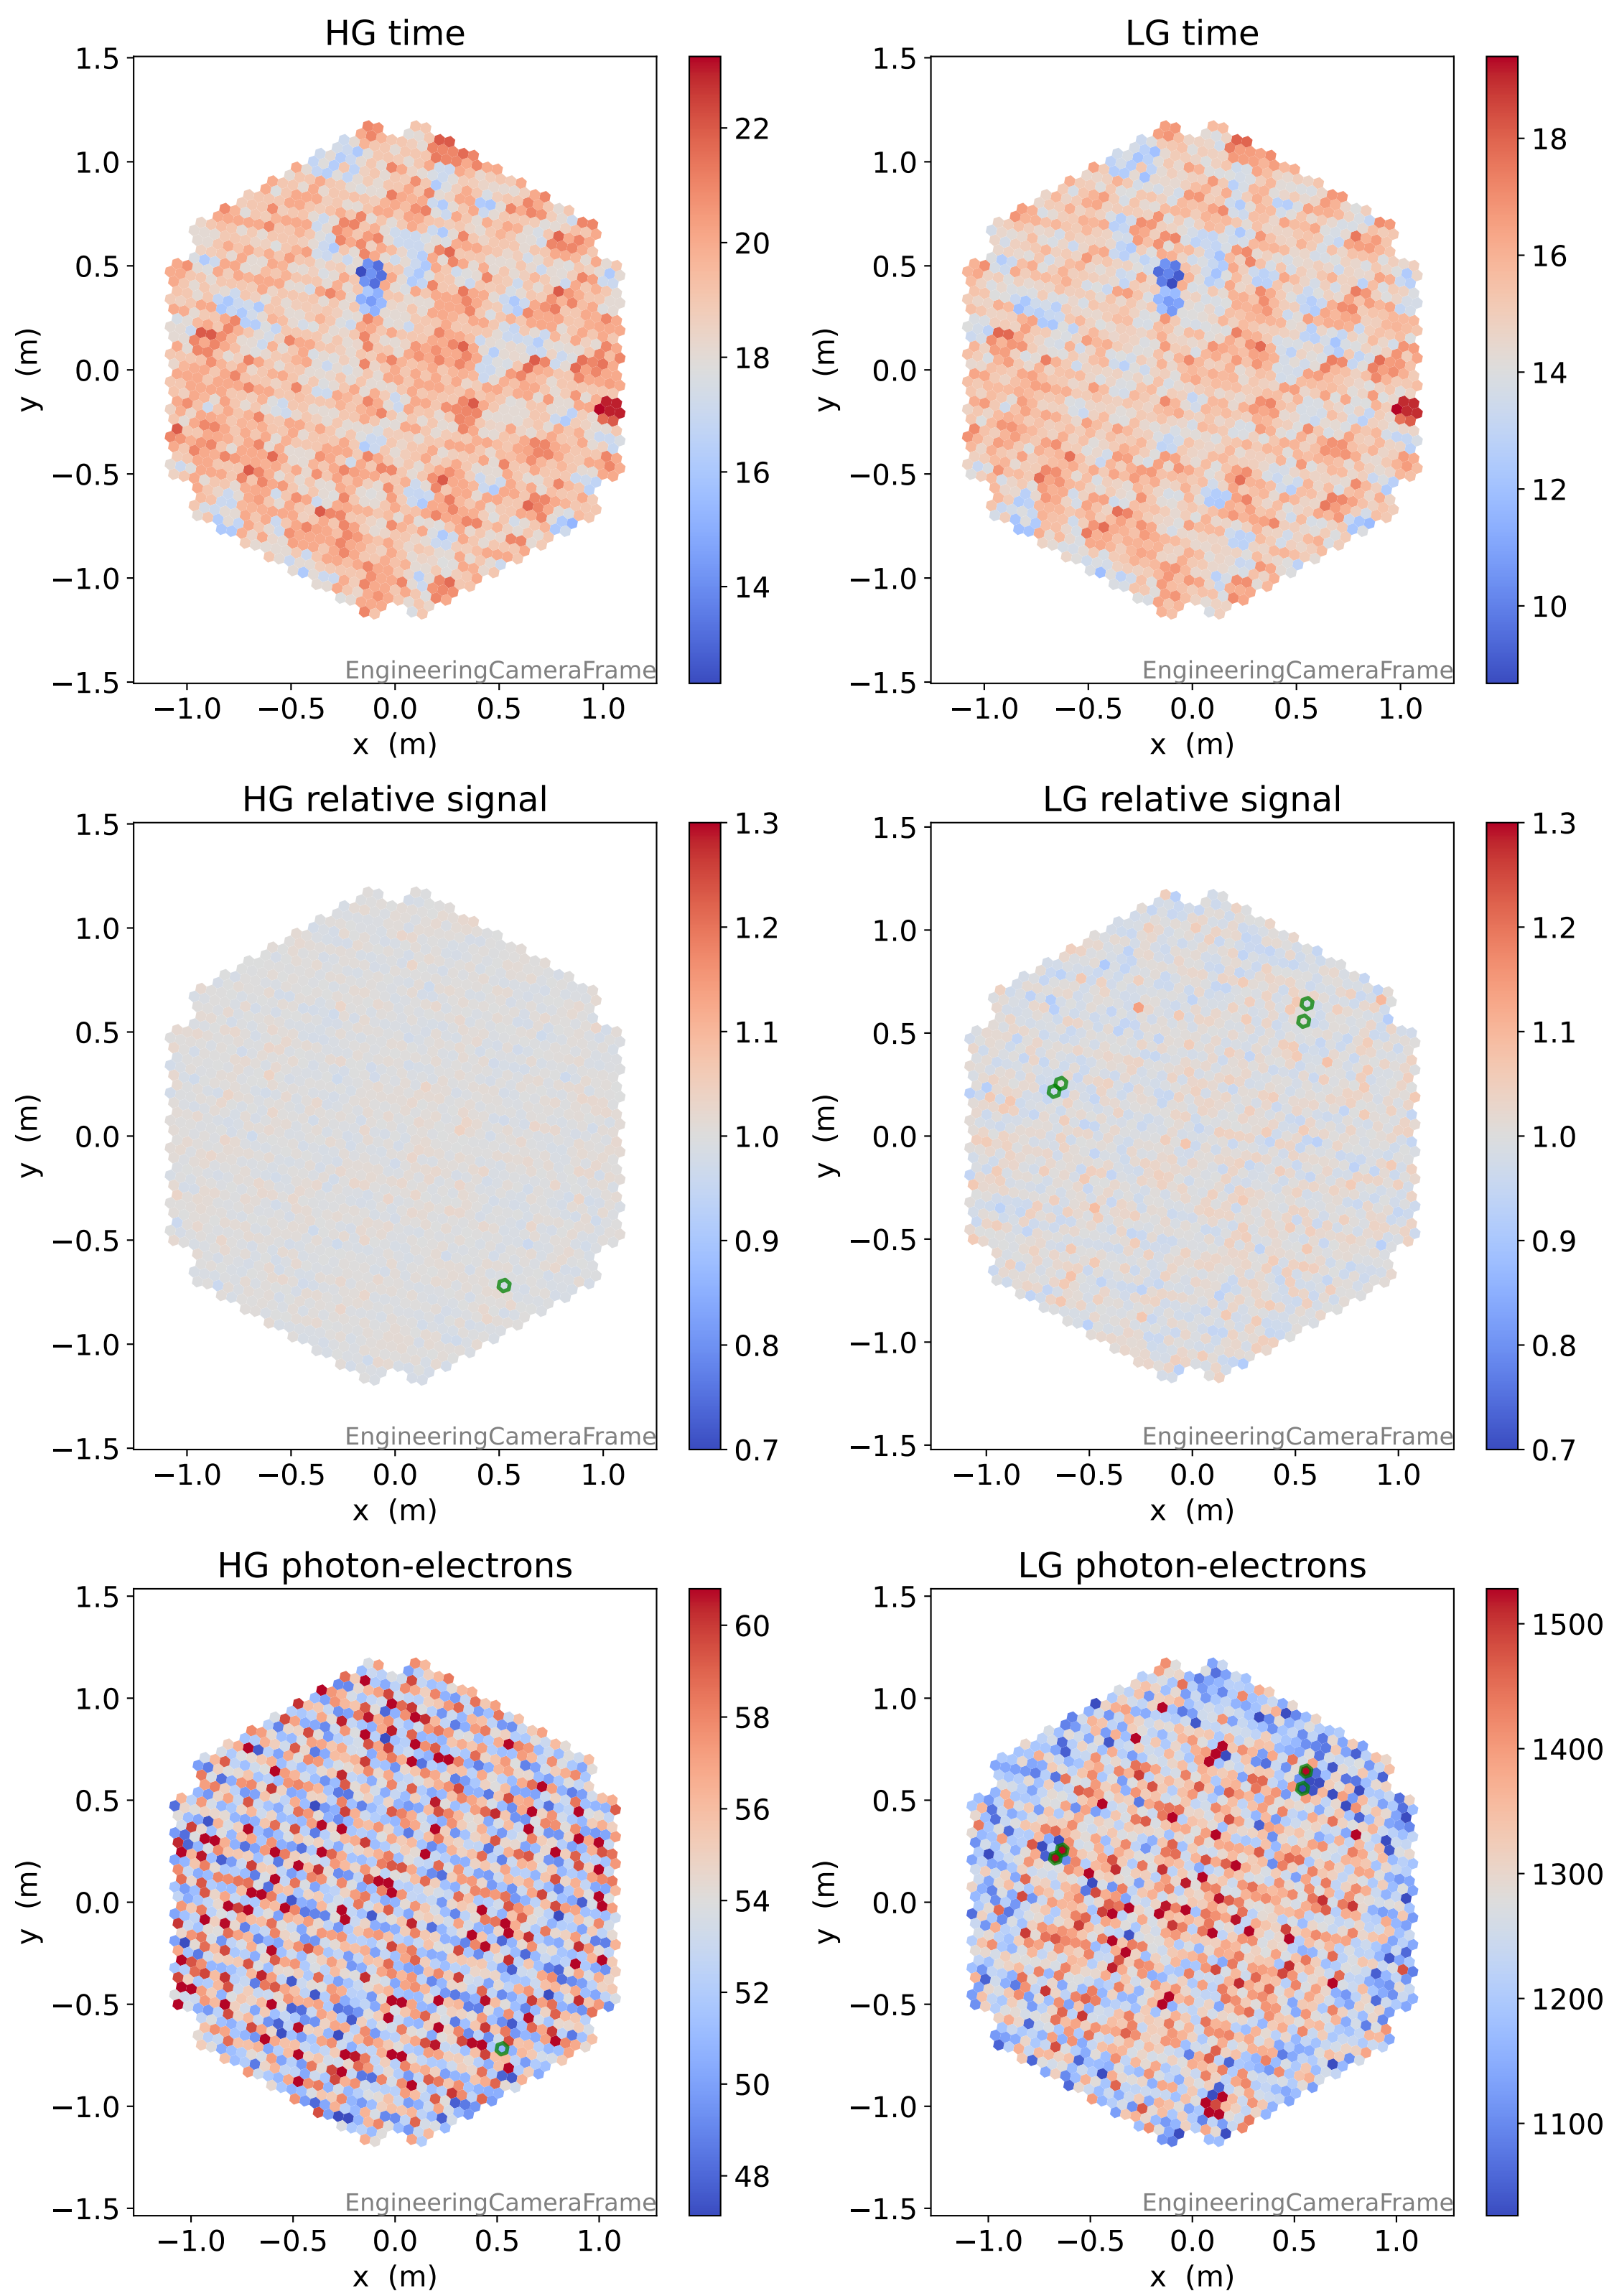 HG time
1.5
1.0
0.5
0.0
−0.5
−1.0
−1.5
y (m)
−1.0 −0.5 0.0 0.5 1.0
x (m)
EngineeringCameraFrame
22
20
18
16
14
LG time
1.5
1.0
0.5
0.0
−0.5
−1.0
−1.5
y (m)
−1.0 −0.5 0.0 0.5 1.0
x (m)
EngineeringCameraFrame
18
16
14
12
10
HG relative signal
1.5
1.0
0.5
0.0
−0.5
−1.0
−1.5
y (m)
−1.0 −0.5 0.0 0.5 1.0
x (m)
EngineeringCameraFrame
1.3
1.2
1.1
1.0
0.9
0.8
0.7
LG relative signal
1.5
1.0
0.5
0.0
−0.5
−1.0
−1.5
y (m)
−1.0 −0.5 0.0 0.5 1.0
x (m)
EngineeringCameraFrame
1.3
1.2
1.1
1.0
0.9
0.8
0.7
HG photon-electrons
1.5
1.0
0.5
0.0
−0.5
−1.0
−1.5
y (m)
−1.0 −0.5 0.0 0.5 1.0
x (m)
EngineeringCameraFrame
60
58
56
54
52
50
48
LG photon-electrons
1.5
1.0
0.5
0.0
−0.5
−1.0
−1.5
y (m)
−1.0 −0.5 0.0 0.5 1.0
x (m)
EngineeringCameraFrame
1500
1400
1300
1200
1100